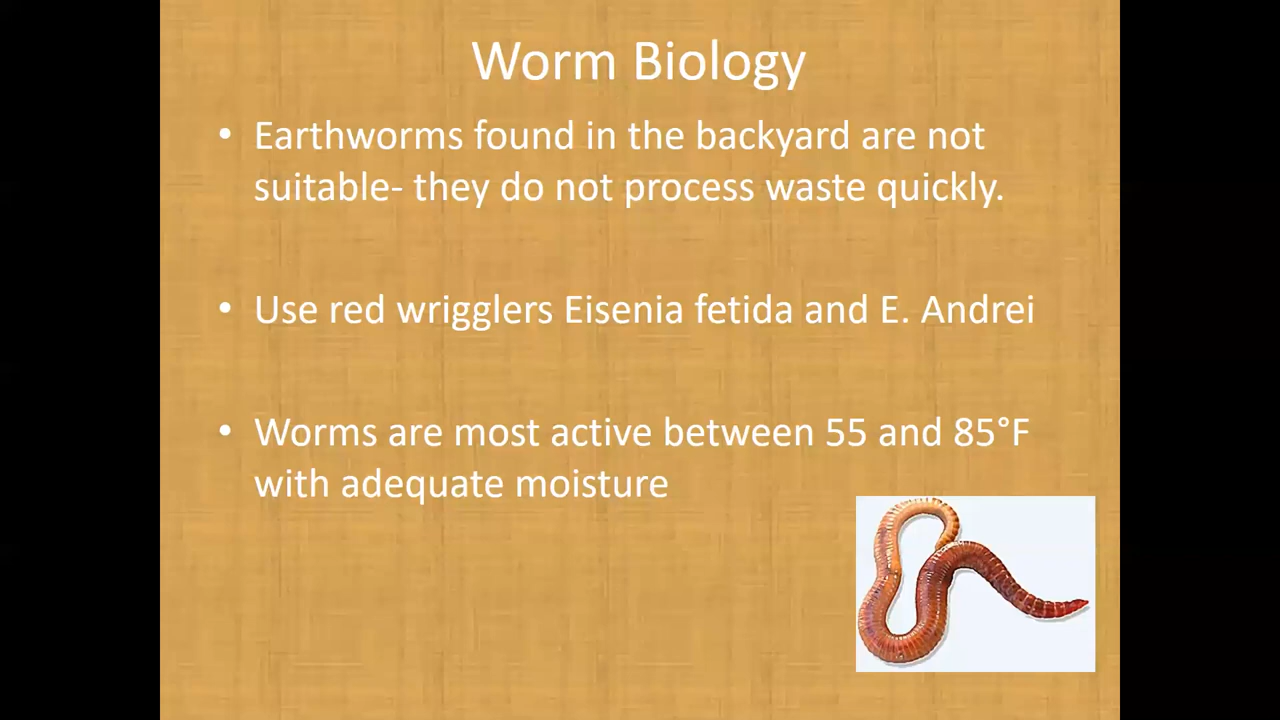 Worm Biology
• Earthworms found in the backyard are not
suitable- they do not process waste quickly.
• Use red wrigglers Eisenia fetida and E. Andrei
• Worms are most active between 55 and 85°F
with adequate moisture